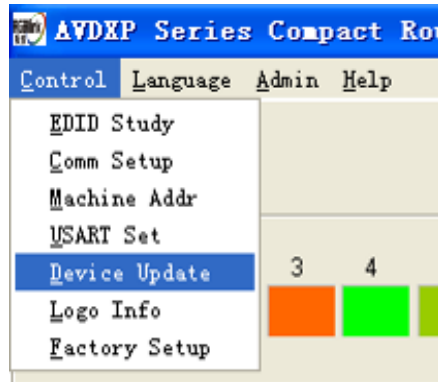 AVDXP Series Compact Rou
Control Language Admin Help
EDID Study
Comm Setup
Machine Addr
USART Set
Device Update
3 4
Logo Info
Factory Setup